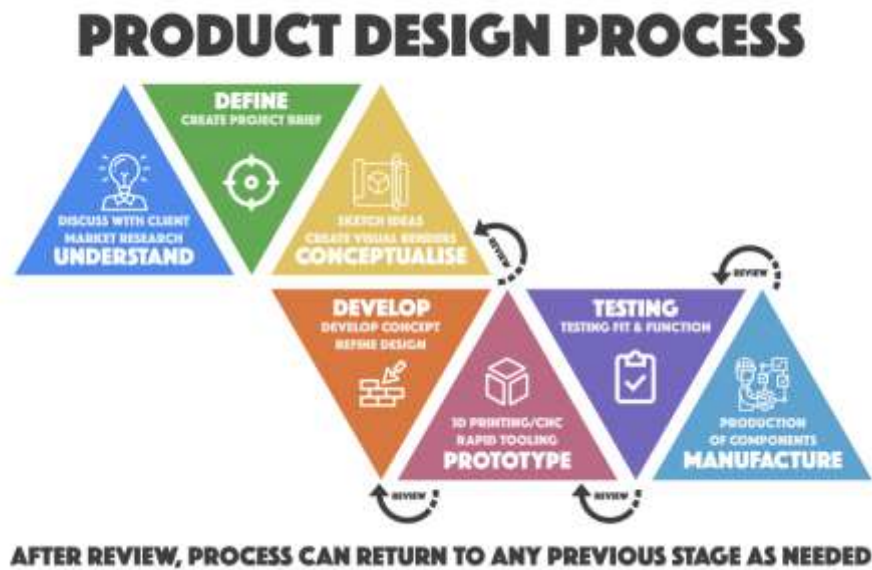 PRODUCT DESIGN PROCESS
DISCUSS WITH CLIENT
MARKET RESEARCH
UNDERSTAND
DEFINE
CREATE PROJECT BRIEF
SKETCH IDEAS
CREATE VISUAL RENDERS
CONCEPTUALISE
REVIEW
DEVELOP
DEVELOP CONCEPT
REFINE DESIGN
REVIEW
3D PRINTING/CNC
RAPID TOOLING
PROTOTYPE
REVIEW
TESTING
TESTING FIT & FUNCTION
REVIEW
PRODUCTION
OF COMPONENTS
MANUFACTURE
AFTER REVIEW, PROCESS CAN RETURN TO ANY PREVIOUS STAGE AS NEEDED